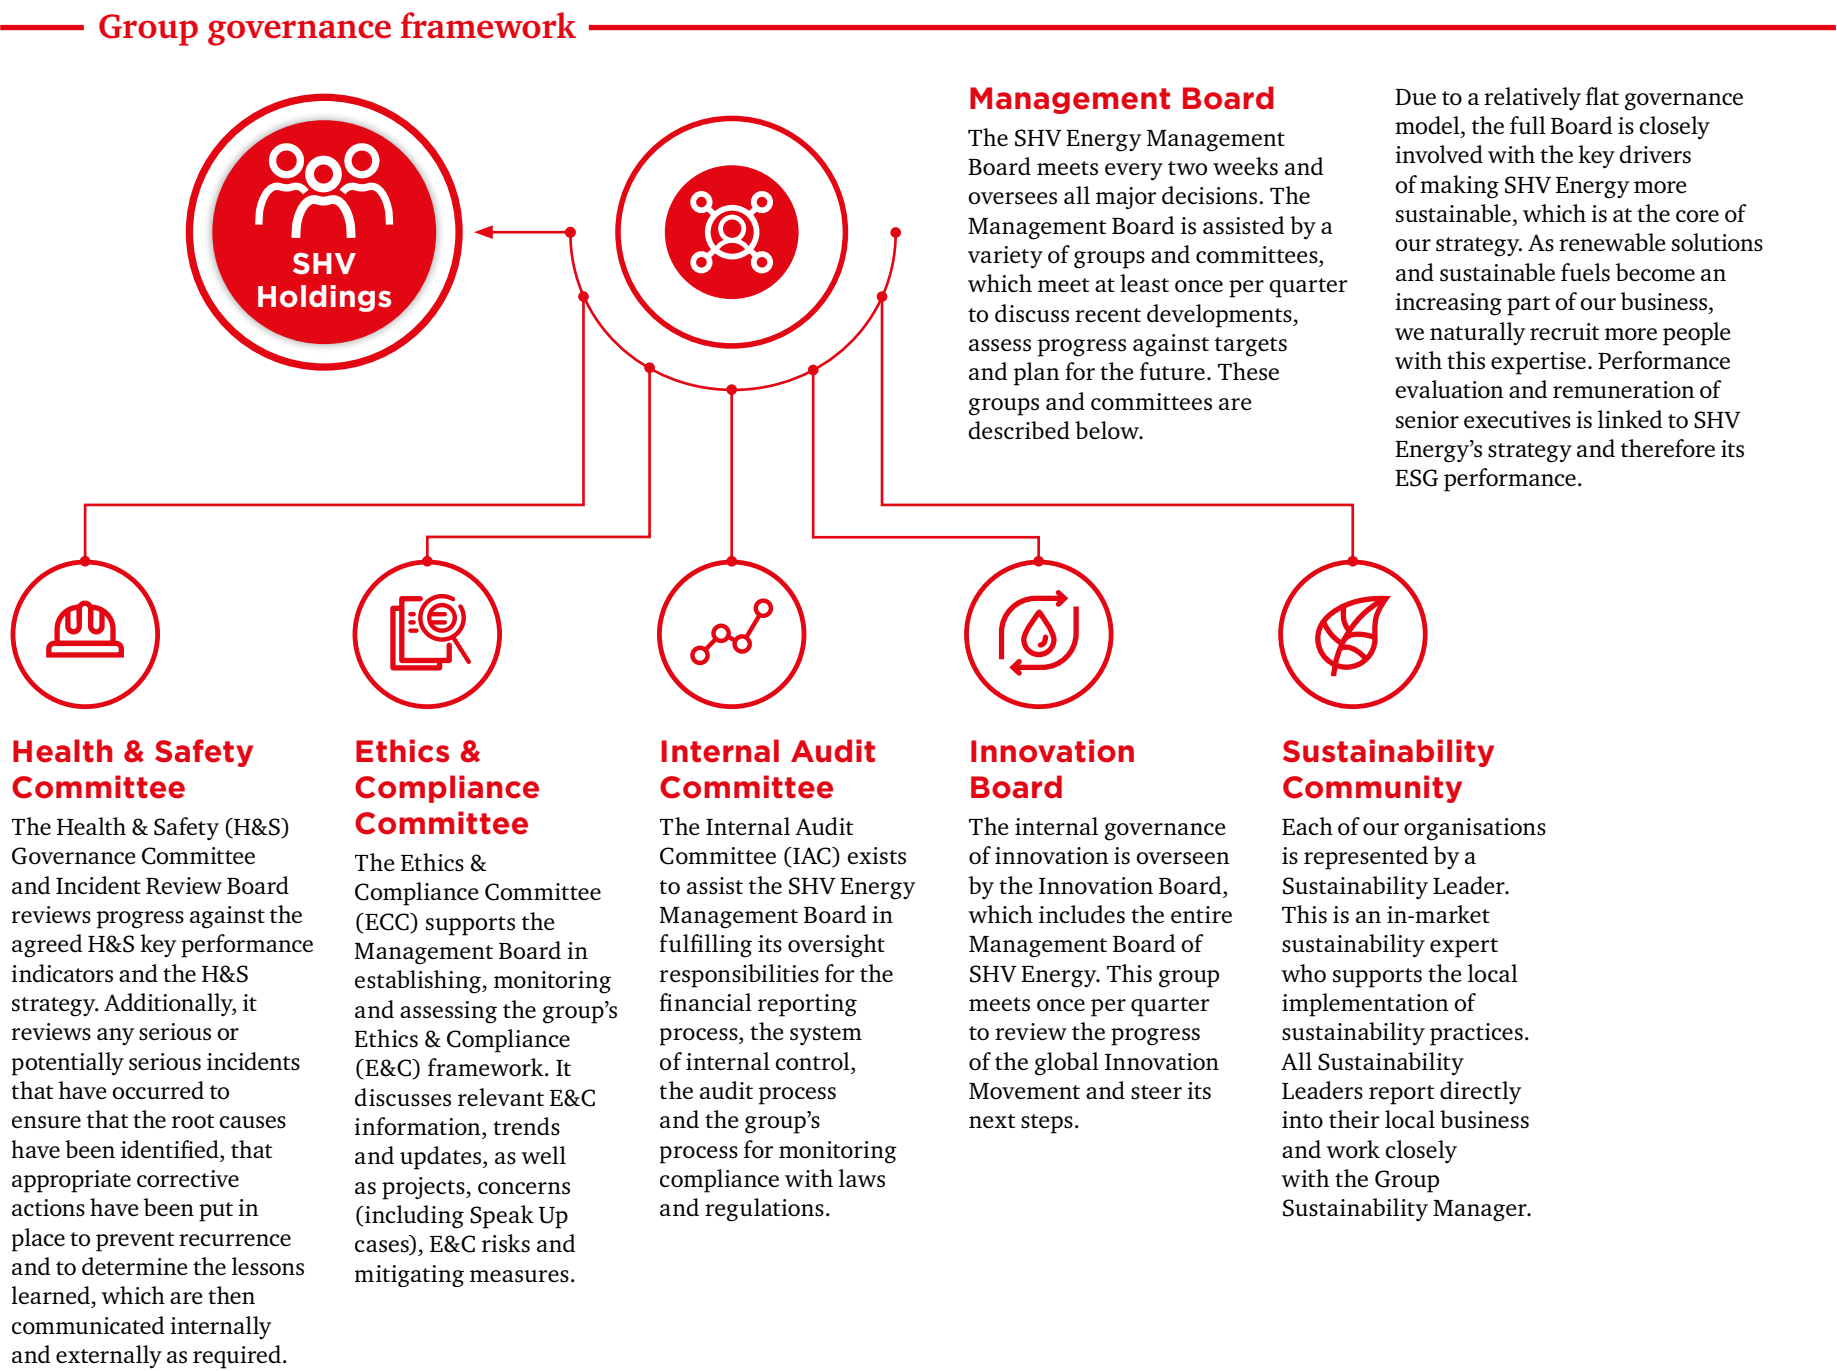 Group governance framework
SHV
Holdings
Management Board
The SHV Energy Management
Board meets every two weeks and
oversees all major decisions. The
Management Board is assisted by a
variety of groups and committees,
which meet at least once per quarter
to discuss recent developments,
assess progress against targets
and plan for the future. These
groups and committees are
described below.
Due to a relatively flat governance
model, the full Board is closely
involved with the key drivers
of making SHV Energy more
sustainable, which is at the core of
our strategy. As renewable solutions
and sustainable fuels become an
increasing part of our business,
we naturally recruit more people
with this expertise. Performance
evaluation and remuneration of
senior executives is linked to SHV
Energy’s strategy and therefore its
ESG performance.
Health & Safety
Committee
The Health & Safety (H&S)
Governance Committee
and Incident Review Board
reviews progress against the
agreed H&S key performance
indicators and the H&S
strategy. Additionally, it
reviews any serious or
potentially serious incidents
that have occurred to
ensure that the root causes
have been identified, that
appropriate corrective
actions have been put in
place to prevent recurrence
and to determine the lessons
learned, which are then
communicated internally
and externally as required.
Ethics &
Compliance
Committee
The Ethics &
Compliance Committee
(ECC) supports the
Management Board in
establishing, monitoring
and assessing the group’s
Ethics & Compliance
(E&C) framework. It
discusses relevant E&C
information, trends
and updates, as well
as projects, concerns
(including Speak Up
cases), E&C risks and
mitigating measures.
Internal Audit
Committee
The Internal Audit
Committee (IAC) exists
to assist the SHV Energy
Management Board in
fulfilling its oversight
responsibilities for the
financial reporting
process, the system
of internal control,
the audit process
and the group’s
process for monitoring
compliance with laws
and regulations.
Innovation
Board
The internal governance
of innovation is overseen
by the Innovation Board,
which includes the entire
Management Board of
SHV Energy. This group
meets once per quarter
to review the progress
of the global Innovation
Movement and steer its
next steps.
Sustainability
Community
Each of our organisations
is represented by a
Sustainability Leader.
This is an in-market
sustainability expert
who supports the local
implementation of
sustainability practices.
All Sustainability
Leaders report directly
into their local business
and work closely
with the Group
Sustainability Manager.